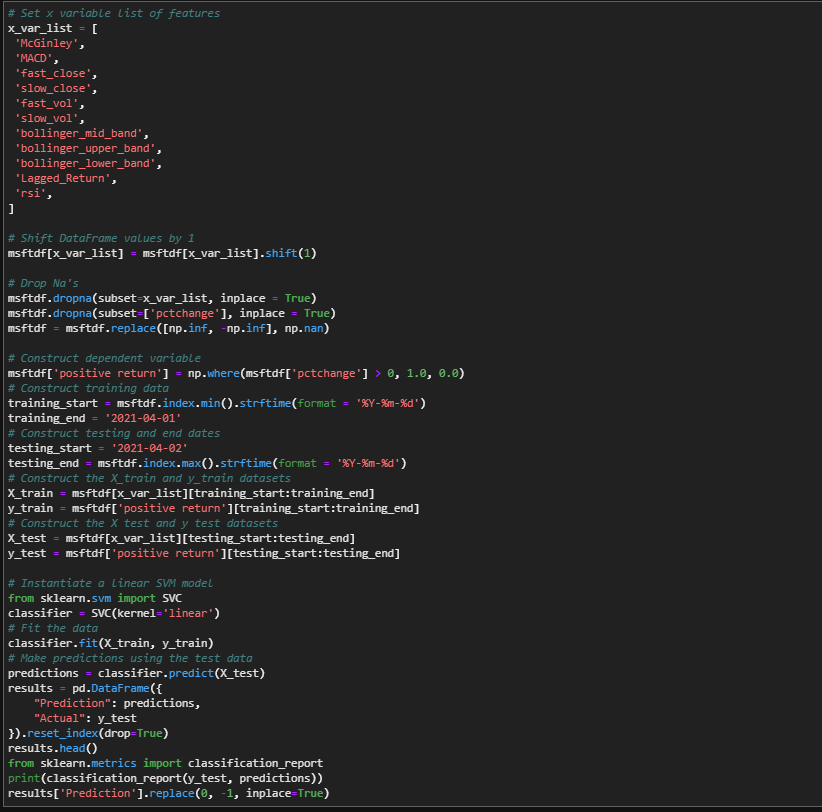 # Set x variable list of features
x_var_list = [
 'McGinley',
 'MACD',
 'fast_close',
 'slow_close',
 'fast_vol',
 'slow_vol',
 'bollinger_mid_band',
 'bollinger_upper_band',
 'bollinger_lower_band',
 'Lagged_Return',
 'rsi',
]

# Shift DataFrame values by 1
msftdf[x_var_list] = msftdf[x_var_list].shift(1)

# Drop Na's
msftdf.dropna(subset=x_var_list, inplace = True)
msftdf.dropna(subset=['pctchange'], inplace = True)
msftdf = msftdf.replace([np.inf, -np.inf], np.nan)

# Construct dependent variable
msftdf['positive return'] = np.where(msftdf['pctchange'] > 0, 1.0, 0.0)
# Construct training data
training_start = msftdf.index.min().strftime(format = '%Y-%m-%d')
training_end = '2021-04-01'
# Construct testing and end dates
testing_start = '2021-04-02'
testing_end = msftdf.index.max().strftime(format = '%Y-%m-%d')
# Construct the X_train and y_train datasets
X_train = msftdf[x_var_list][training_start:training_end]
y_train = msftdf['positive return'][training_start:training_end]
# Construct the X test and y test datasets
X_test = msftdf[x_var_list][testing_start:testing_end]
y_test = msftdf['positive return'][testing_start:testing_end]

# Instantiate a linear SVM model
from sklearn.svm import SVC
classifier = SVC(kernel='linear')
# Fit the data
classifier.fit(X_train, y_train)
# Make predictions using the test data
predictions = classifier.predict(X_test)
results = pd.DataFrame({
    "Prediction": predictions,
    "Actual": y_test
}).reset_index(drop=True)
results.head()
from sklearn.metrics import classification_report
print(classification_report(y_test, predictions))
results['Prediction'].replace(0, -1, inplace=True)